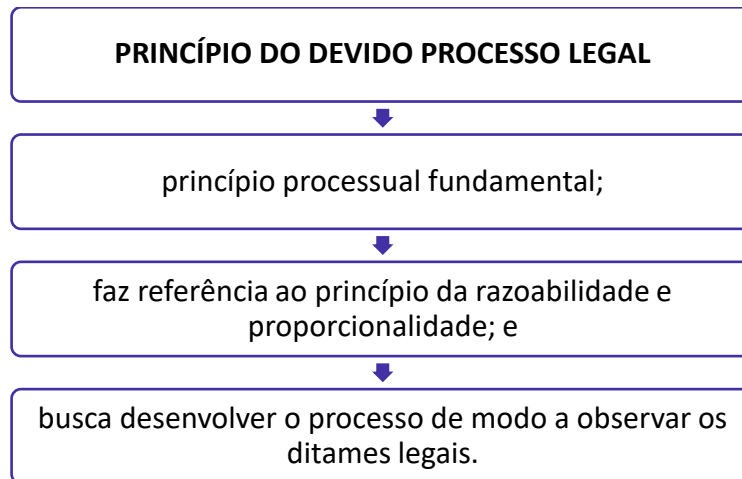 PRINCÍPIO DO DEVIDO PROCESSO LEGAL
princípio processual fundamental;
faz referência ao princípio da razoabilidade e
proporcionalidade; e
busca desenvolver o processo de modo a observar os
ditames legais.